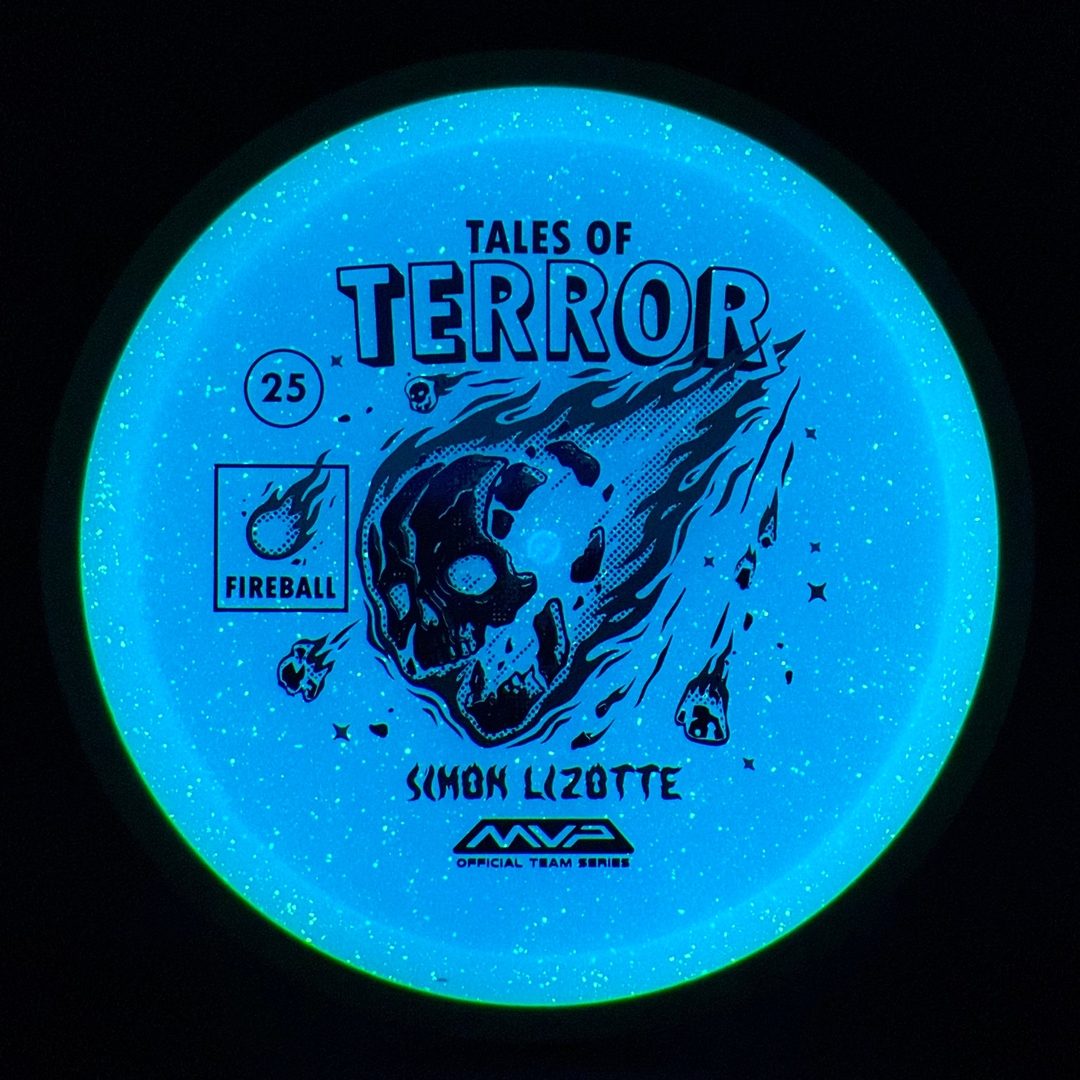 TALES OF
TERROR
25
FIREBALL
SIMON LIZOTTE
MVP
OFFICIAL TEAM SERIES